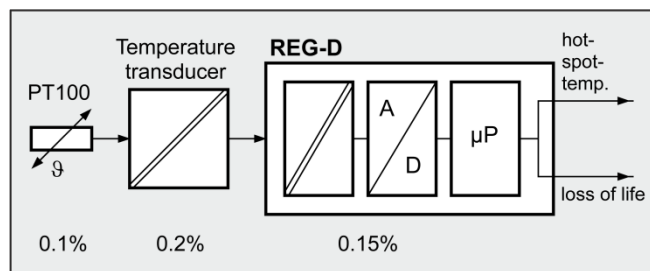 Temperature
transducer
REG-D
hot-
spot-
temp.
PT100
A
D
µP
ϑ
loss of life
0.1%
0.2%
0.15%